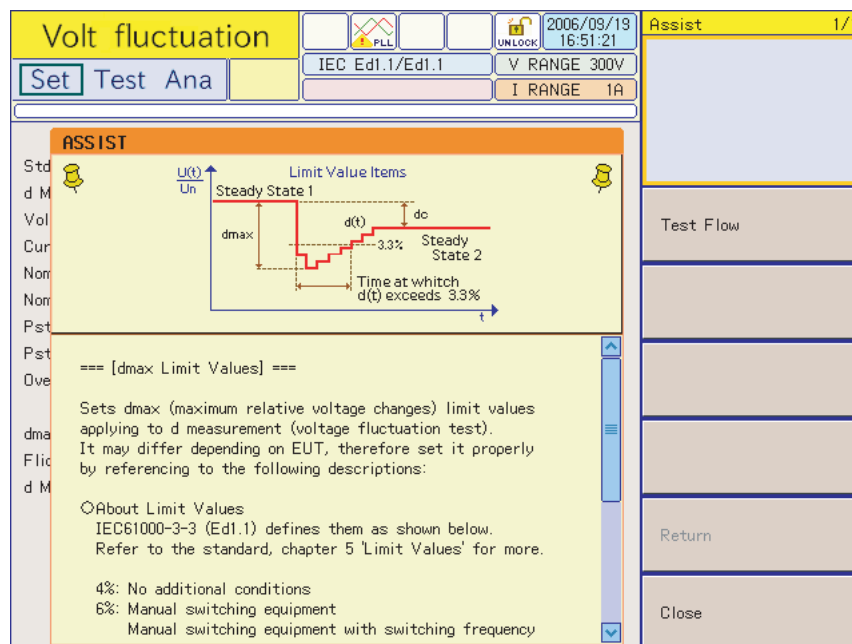 Volt fluctuation
PLL
UNLOCK
2006/09/19
16:51:21
Assist 1/
Set Test Ana
IEC Ed1.1/Ed1.1
V RANGE 300V
I RANGE 1A
ASSIST
Std
d M
Vol
Cur
Nom
Nom
Pst
Pst
Ove
dma
Flic
d M
U(t)
Un
Limit Value Items
Steady State 1
dmax
d(t)
dc
3.3%
Steady
State 2
Time at whitch
d(t) exceeds 3.3%
t
=== [dmax Limit Values] ===
Sets dmax (maximum relative voltage changes) limit values
applying to d measurement (voltage fluctuation test).
It may differ depending on EUT, therefore set it properly
by referencing to the following descriptions:
○About Limit Values
IEC61000-3-3 (Ed1.1) defines them as shown below.
Refer to the standard, chapter 5 'Limit Values' for more.
4%: No additional conditions
6%: Manual switching equipment
Manual switching equipment with switching frequency
Test Flow
Return
Close